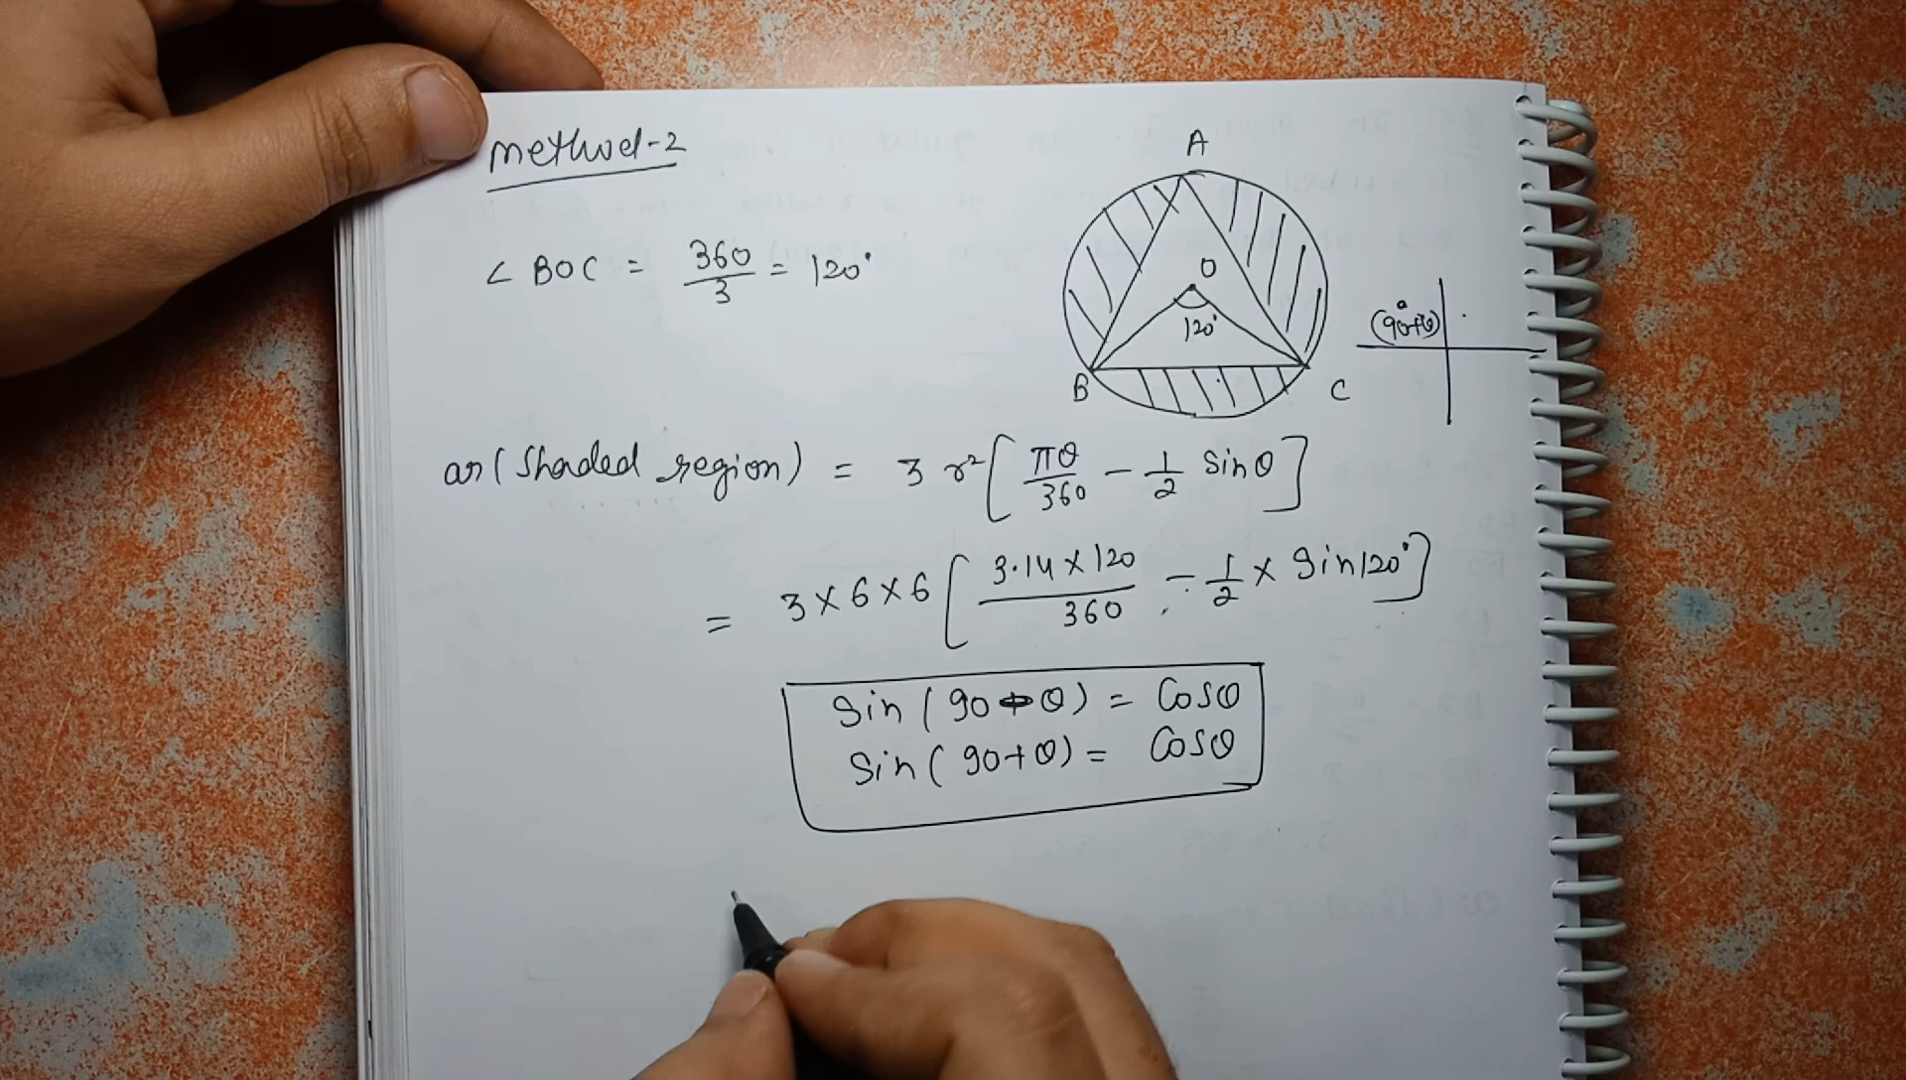 Method-2
A
∠ BOC = 360/3 = 120°
O
120°
(90+θ)
B
C
ar (Shaded region) = 3 r² [ πθ/360 - 1/2 Sinθ ]
= 3 × 6 × 6 [ 3.14 × 120/360 - 1/2 × Sin120° ]
Sin (90-θ) = Cosθ
Sin (90+θ) = Cosθ